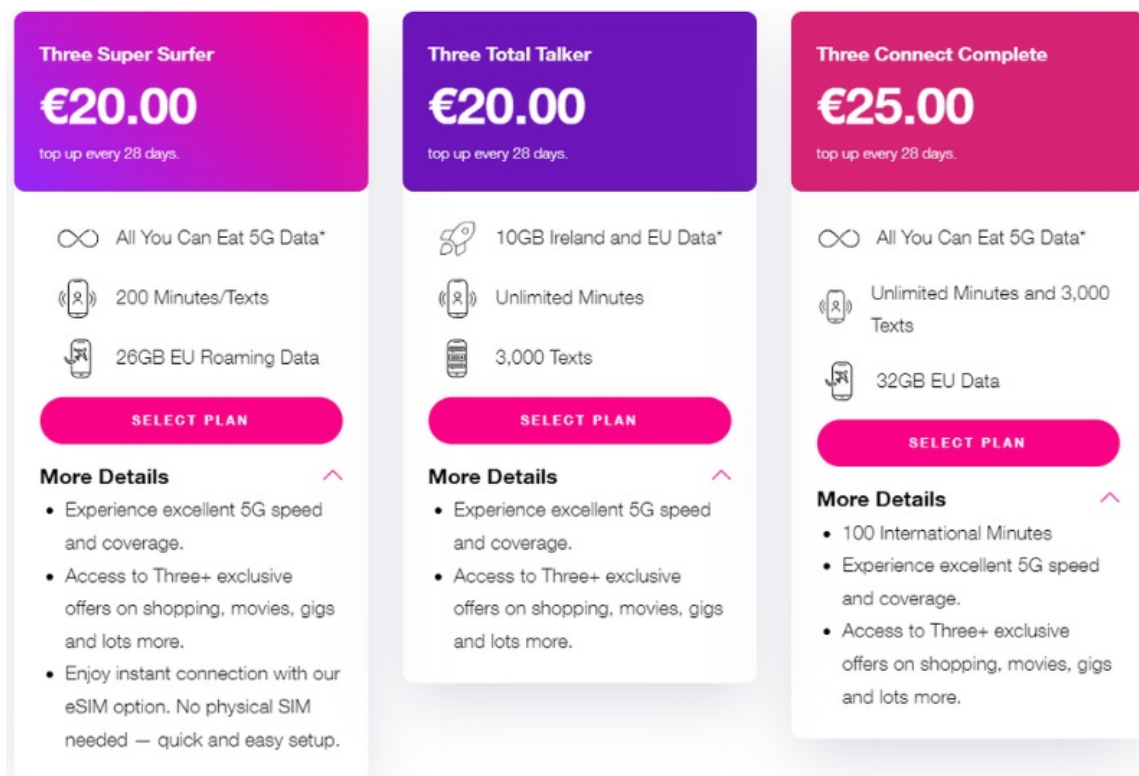 Three Super Surfer
€20.00
top up every 28 days.
All You Can Eat 5G Data*
200 Minutes/Texts
26GB EU Roaming Data
SELECT PLAN
More Details
Experience excellent 5G speed
and coverage.
Access to Three+ exclusive
offers on shopping, movies, gigs
and lots more.
Enjoy instant connection with our
eSIM option. No physical SIM
needed — quick and easy setup.
Three Total Talker
€20.00
top up every 28 days.
10GB Ireland and EU Data*
Unlimited Minutes
3,000 Texts
SELECT PLAN
More Details
Experience excellent 5G speed
and coverage.
Access to Three+ exclusive
offers on shopping, movies, gigs
and lots more.
Three Connect Complete
€25.00
top up every 28 days.
All You Can Eat 5G Data*
Unlimited Minutes and 3,000
Texts
32GB EU Data
SELECT PLAN
More Details
100 International Minutes
Experience excellent 5G speed
and coverage.
Access to Three+ exclusive
offers on shopping, movies, gigs
and lots more.